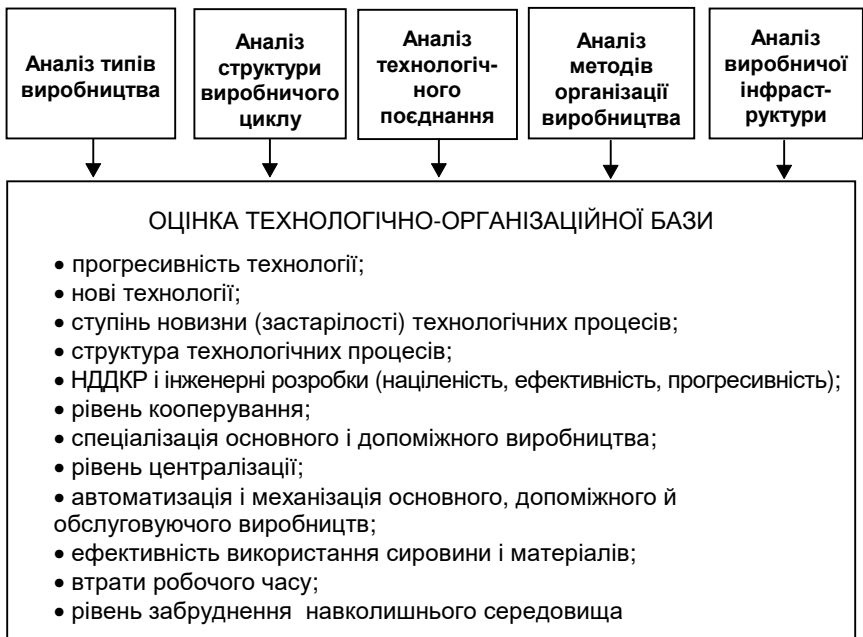 Аналіз типів
виробництва
Аналіз
структури
виробничого
циклу
Аналіз
технологіч-
ного
поєднання
Аналіз
методів
організації
виробництва
Аналіз
виробничої
інфраст-
руктури
ОЦІНКА ТЕХНОЛОГІЧНО-ОРГАНІЗАЦІЙНОЇ БАЗИ
• прогресивність технології;
• нові технології;
• ступінь новизни (застарілості) технологічних процесів;
• структура технологічних процесів;
• НДДКР і інженерні розробки (націленість, ефективність, прогресивність);
• рівень кооперування;
• спеціалізація основного і допоміжного виробництва;
• рівень централізації;
• автоматизація і механізація основного, допоміжного й
обслуговуючого виробництв;
• ефективність використання сировини і матеріалів;
• втрати робочого часу;
• рівень забруднення навколишнього середовища